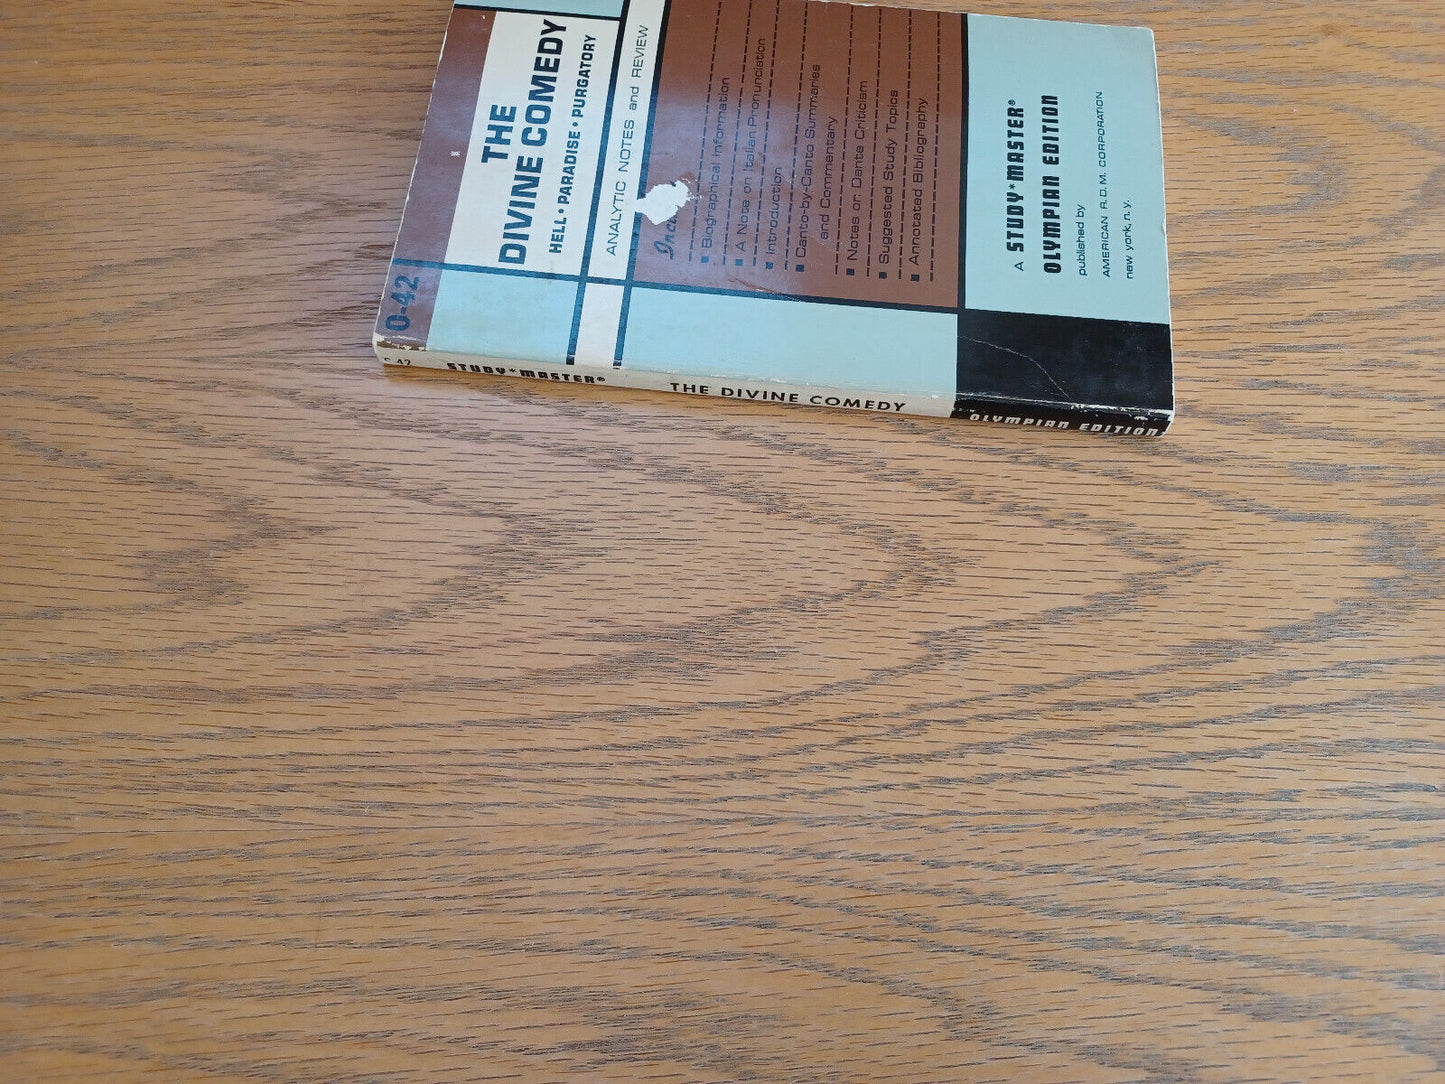 0-42
THE
DIVINE COMEDY
HELL • PARADISE • PURGATORY
ANALYTIC NOTES and REVIEW
■ Biographical Information
■ A Note on Italian Pronunciation
■ Introduction
■ Canto-by-Canto Summaries
and Commentary
■ Notes on Dante Criticism
■ Suggested Study Topics
■ Annotated Bibliography
A STUDY★MASTER®
OLYMPIAN EDITION
published by
AMERICAN R.D.M. CORPORATION
new york, n. y.
42 STUDY★MASTER® THE DIVINE COMEDY OLYMPIAN EDITION